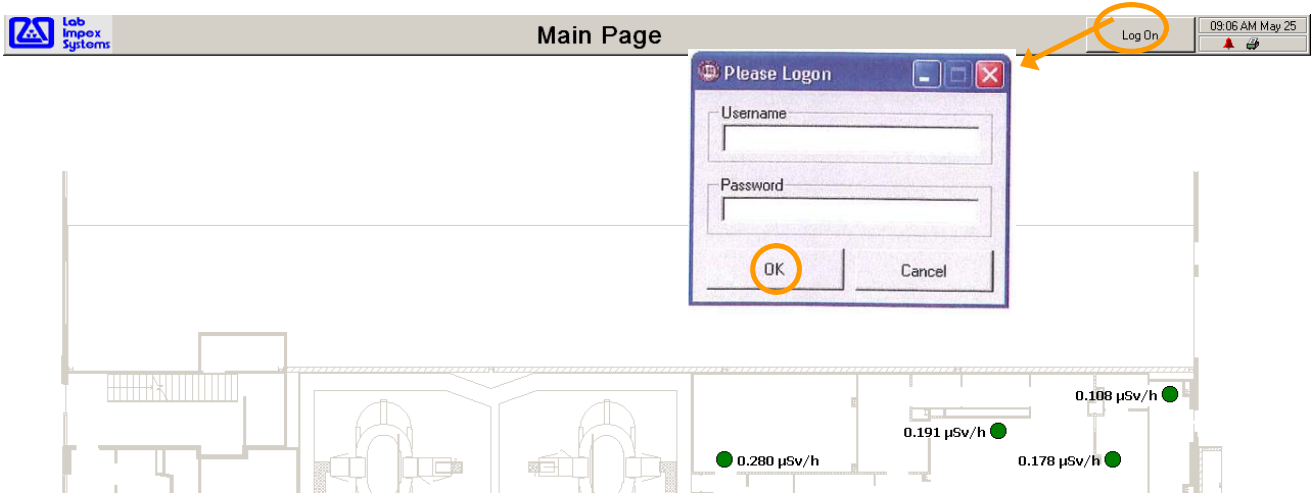 Lab
Impex
Systems
Main Page
Log On
09:06 AM May 25
Please Logon
Username
Password
OK
Cancel
0.108 µSv/h
0.191 µSv/h
0.280 µSv/h
0.178 µSv/h